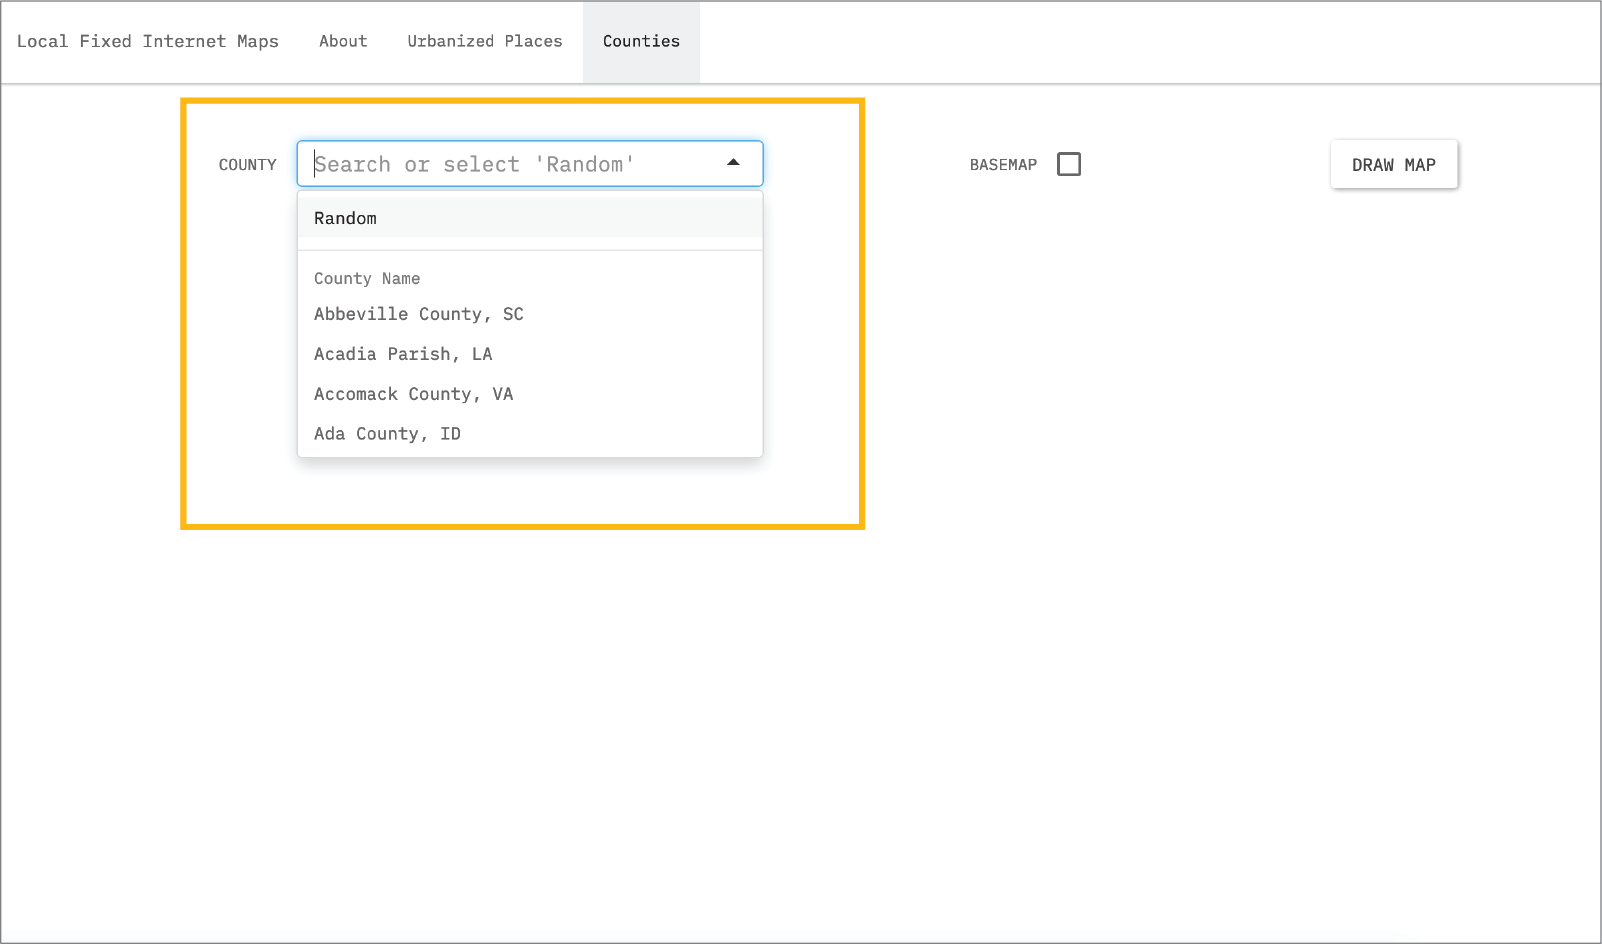 Local Fixed Internet Maps About Urbanized Places Counties
COUNTY Search or select 'Random' BASEMAP DRAW MAP
Random
County Name
Abbeville County, SC
Acadia Parish, LA
Accomack County, VA
Ada County, ID